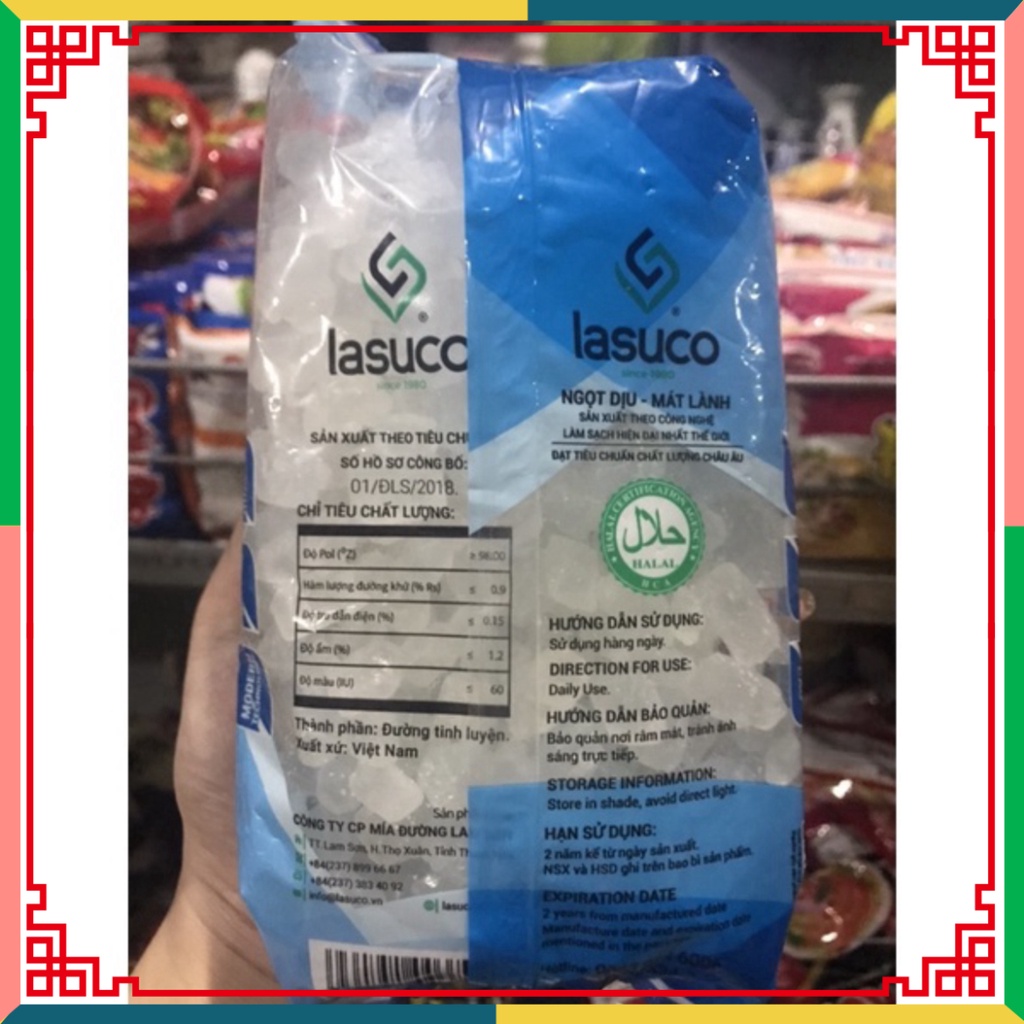 lasuco
since 1980
SẢN XUẤT THEO TIÊU
SỐ HỒ SƠ CÔNG BỐ:
01/ĐLS/2018.
CHỈ TIÊU CHẤT LƯỢNG:
Độ Pol (°Z) ≥ 98.00
Hàm lượng đường khử (% Rs) ≤ 0.9
Độ tro dẫn điện (%) ≤ 0.15
Độ ẩm (%) ≤ 1,2
Độ màu (IU) ≤ 60
Thành phần: Đường tinh luyện.
Xuất xứ: Việt Nam
CÔNG TY CP MÍA ĐƯỜNG
TT.Lam Sơn, H.Thọ Xuân, Tỉnh
+84(237) 899 66 67
+84(237) 383 40 92
info@lasuco.vn
MODERN
lasuco
since 1980
NGỌT DỊU - MÁT LÀNH
SẢN XUẤT THEO CÔNG NGHỆ
LÀM SẠCH HIỆN ĐẠI NHẤT THẾ GIỚI
ĐẠT TIÊU CHUẨN CHẤT LƯỢNG CHÂU ÂU
HALAL CERTIFICATION AGENCY
حلال
HALAL
HCA
HƯỚNG DẪN SỬ DỤNG:
Sử dụng hàng ngày.
DIRECTION FOR USE:
Daily Use.
HƯỚNG DẪN BẢO QUẢN:
Bảo quản nơi râm mát, tránh ánh
sáng trực tiếp.
STORAGE INFORMATION:
Store in shade, avoid direct light
HẠN SỬ DỤNG:
2 năm kể từ ngày sản xuất.
NSX và HSD ghi trên bao bì sản phẩm.
EXPIRATION DATE
2 years from manufactured date
Manufacture date and expiration date
mentioned in the
Hotline: